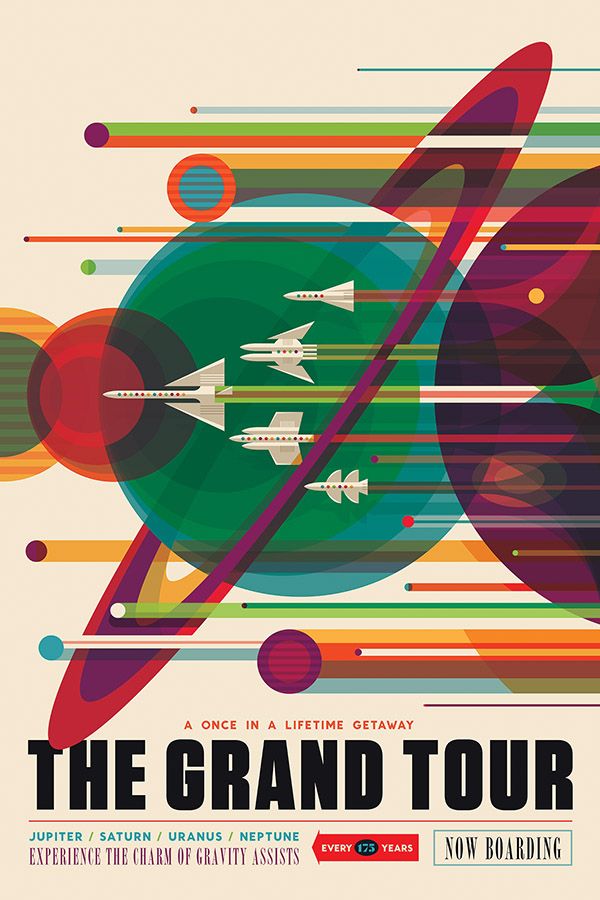 A ONCE IN A LIFETIME GETAWAY
THE GRAND TOUR
JUPITER / SATURN / URANUS / NEPTUNE
EXPERIENCE THE CHARM OF GRAVITY ASSISTS
EVERY 175 YEARS
NOW BOARDING